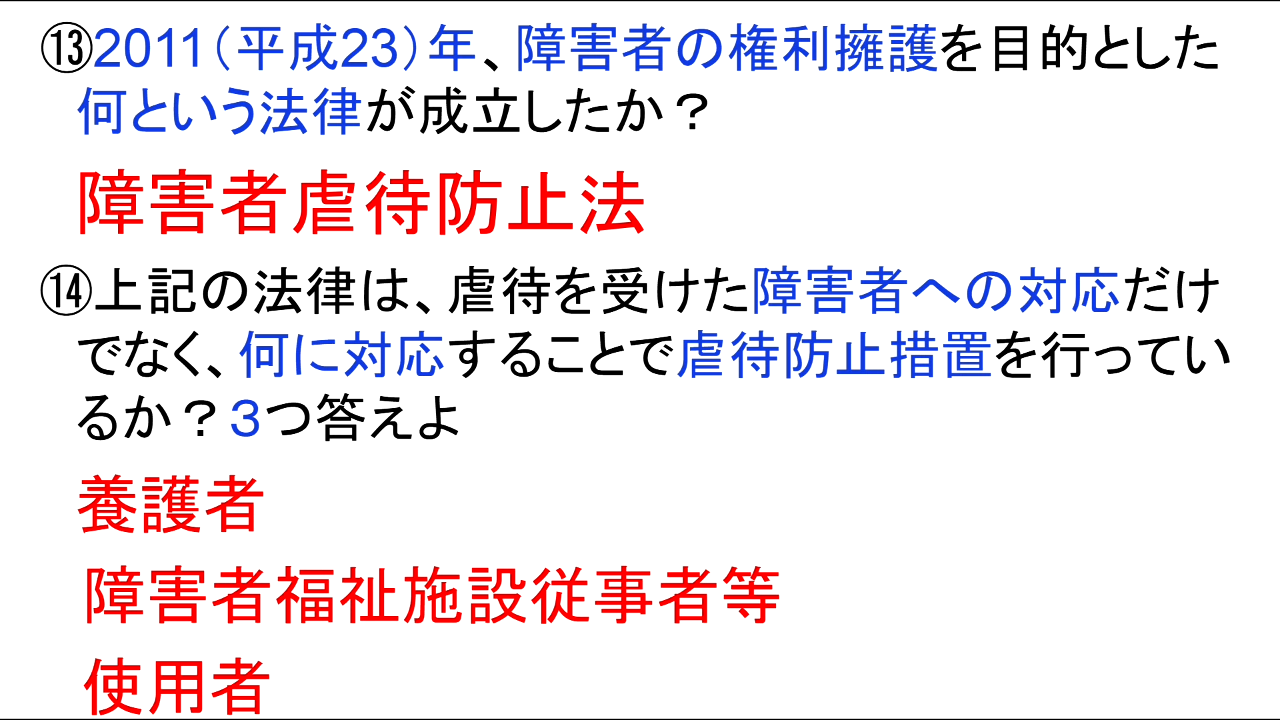 ⑬2011（平成23）年、障害者の権利擁護を目的とした
何という法律が成立したか？
障害者虐待防止法
⑭上記の法律は、虐待を受けた障害者への対応だけ
でなく、何に対応することで虐待防止措置を行ってい
るか？３つ答えよ
養護者
障害者福祉施設従事者等
使用者